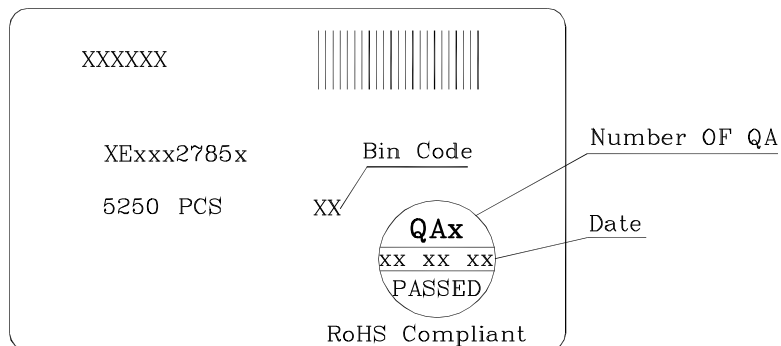 XXXXXX
Number OF QA
XExxx2785x
Bin Code
5250 PCS
XX
QAx
Date
xx xx xx
PASSED
RoHS Compliant